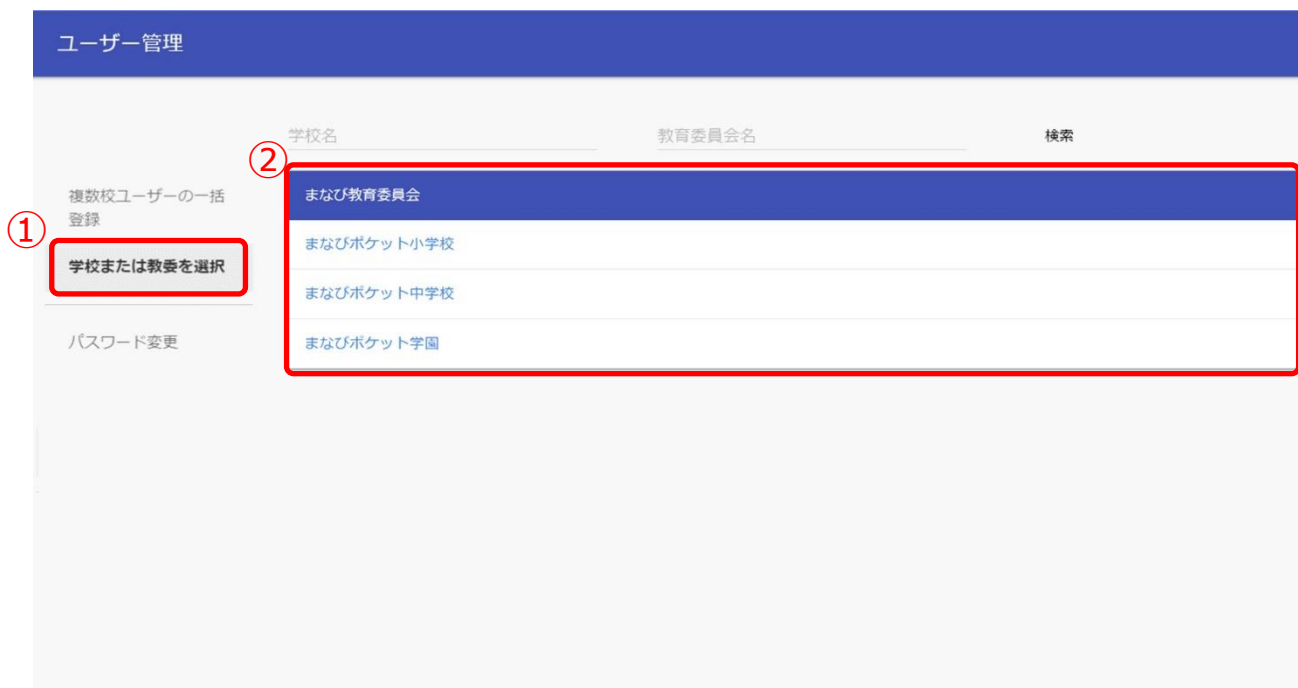 ユーザー管理
学校名 教育委員会名 検索
②
複数校ユーザーの一括
登録
①
学校または教委を選択
パスワード変更
まなび教育委員会
まなびポケット小学校
まなびポケット中学校
まなびポケット学園